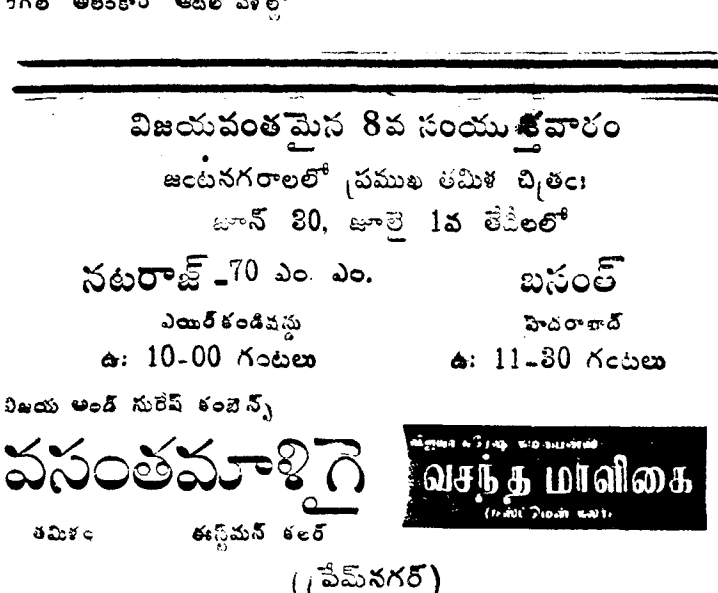 విజయవంతమైన 8వ సంయుక్తవారం
జంటనగరాలలో ప్రముఖ తమిళ చిత్రం:
జూన్ 30, జూలై 1వ తేదీలలో
నటరాజ్ - 70 ఎం. ఎం. బసంత్
ఎయిర్ కండిషన్డు హైదరాబాద్
ఉ: 10-00 గంటలు ఉ: 11-30 గంటలు
విజయ అండ్ సురేష్ కంబైన్స్
వసంతమాళిగై வசந்த மாளிகை
తమిళం ఈస్ట్‌మన్ కలర్
(ప్రేమ్‌నగర్)